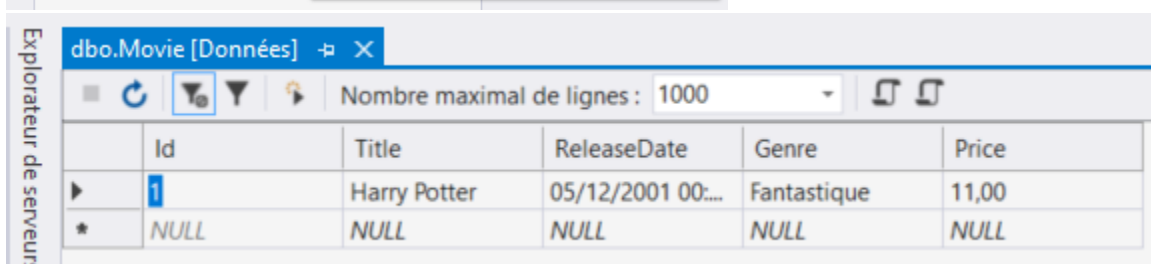 Explorateur de serveurs
dbo.Movie [Données]
Nombre maximal de lignes : 1000
Id Title ReleaseDate Genre Price
1 Harry Potter 05/12/2001 00:... Fantastique 11,00
* NULL NULL NULL NULL NULL